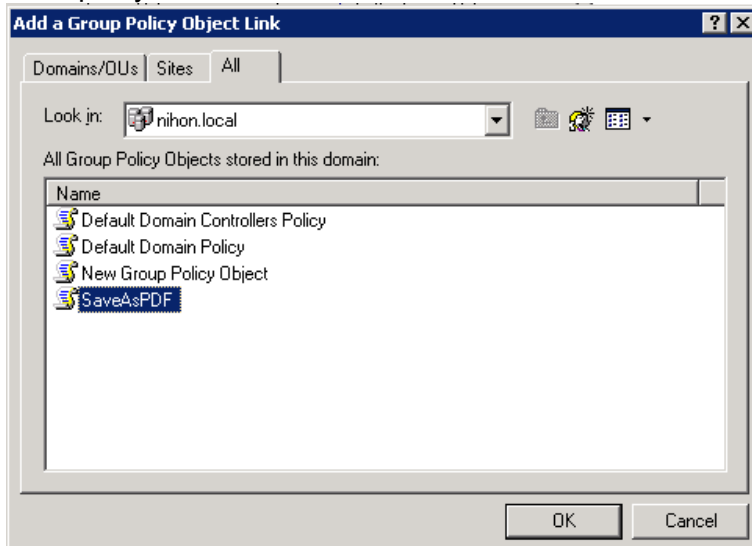 Add a Group Policy Object Link
Domains/OUs Sites All
Look in: nihon.local
All Group Policy Objects stored in this domain:
Name
Default Domain Controllers Policy
Default Domain Policy
New Group Policy Object
SaveAsPDF
OK Cancel